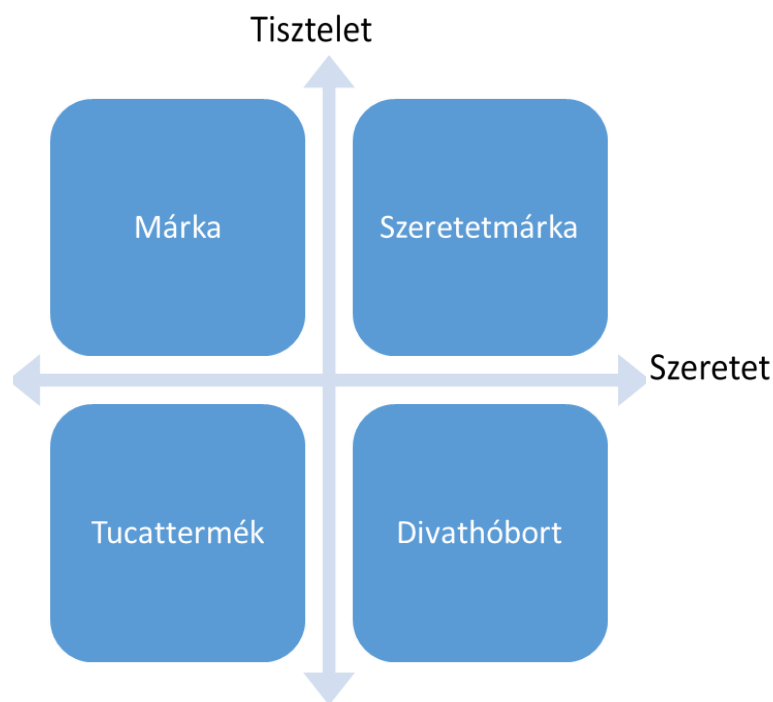 Tisztelet
Márka
Szeretetmárka
Szeretet
Tucattermék
Divathóbort